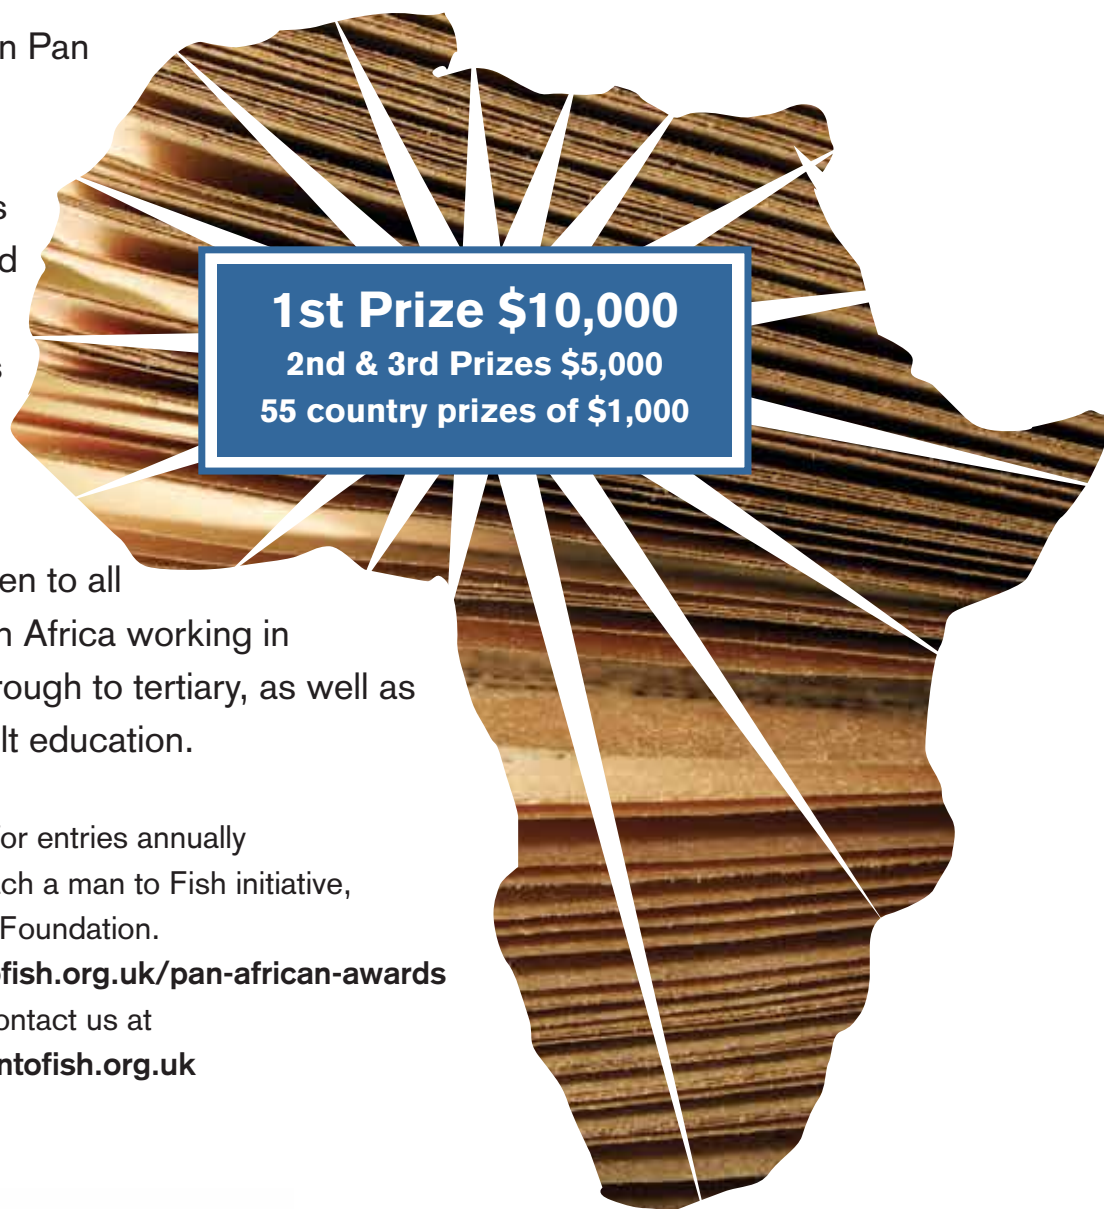 n Pan
s
d
s
1st Prize $10,000
2nd & 3rd Prizes $5,000
55 country prizes of $1,000
en to all
n Africa working in
rough to tertiary, as well as
lt education.
or entries annually
ach a man to Fish initiative,
Foundation.
ofish.org.uk/pan-african-awards
ontact us at
ntofish.org.uk